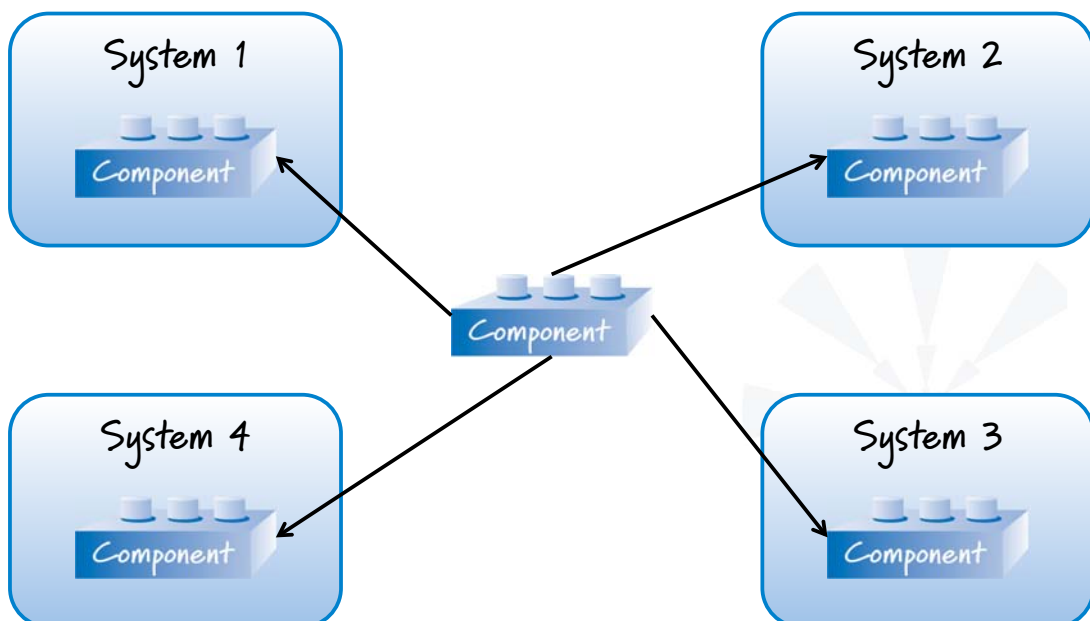 System 1
Component
System 2
Component
Component
System 4
Component
System 3
Component